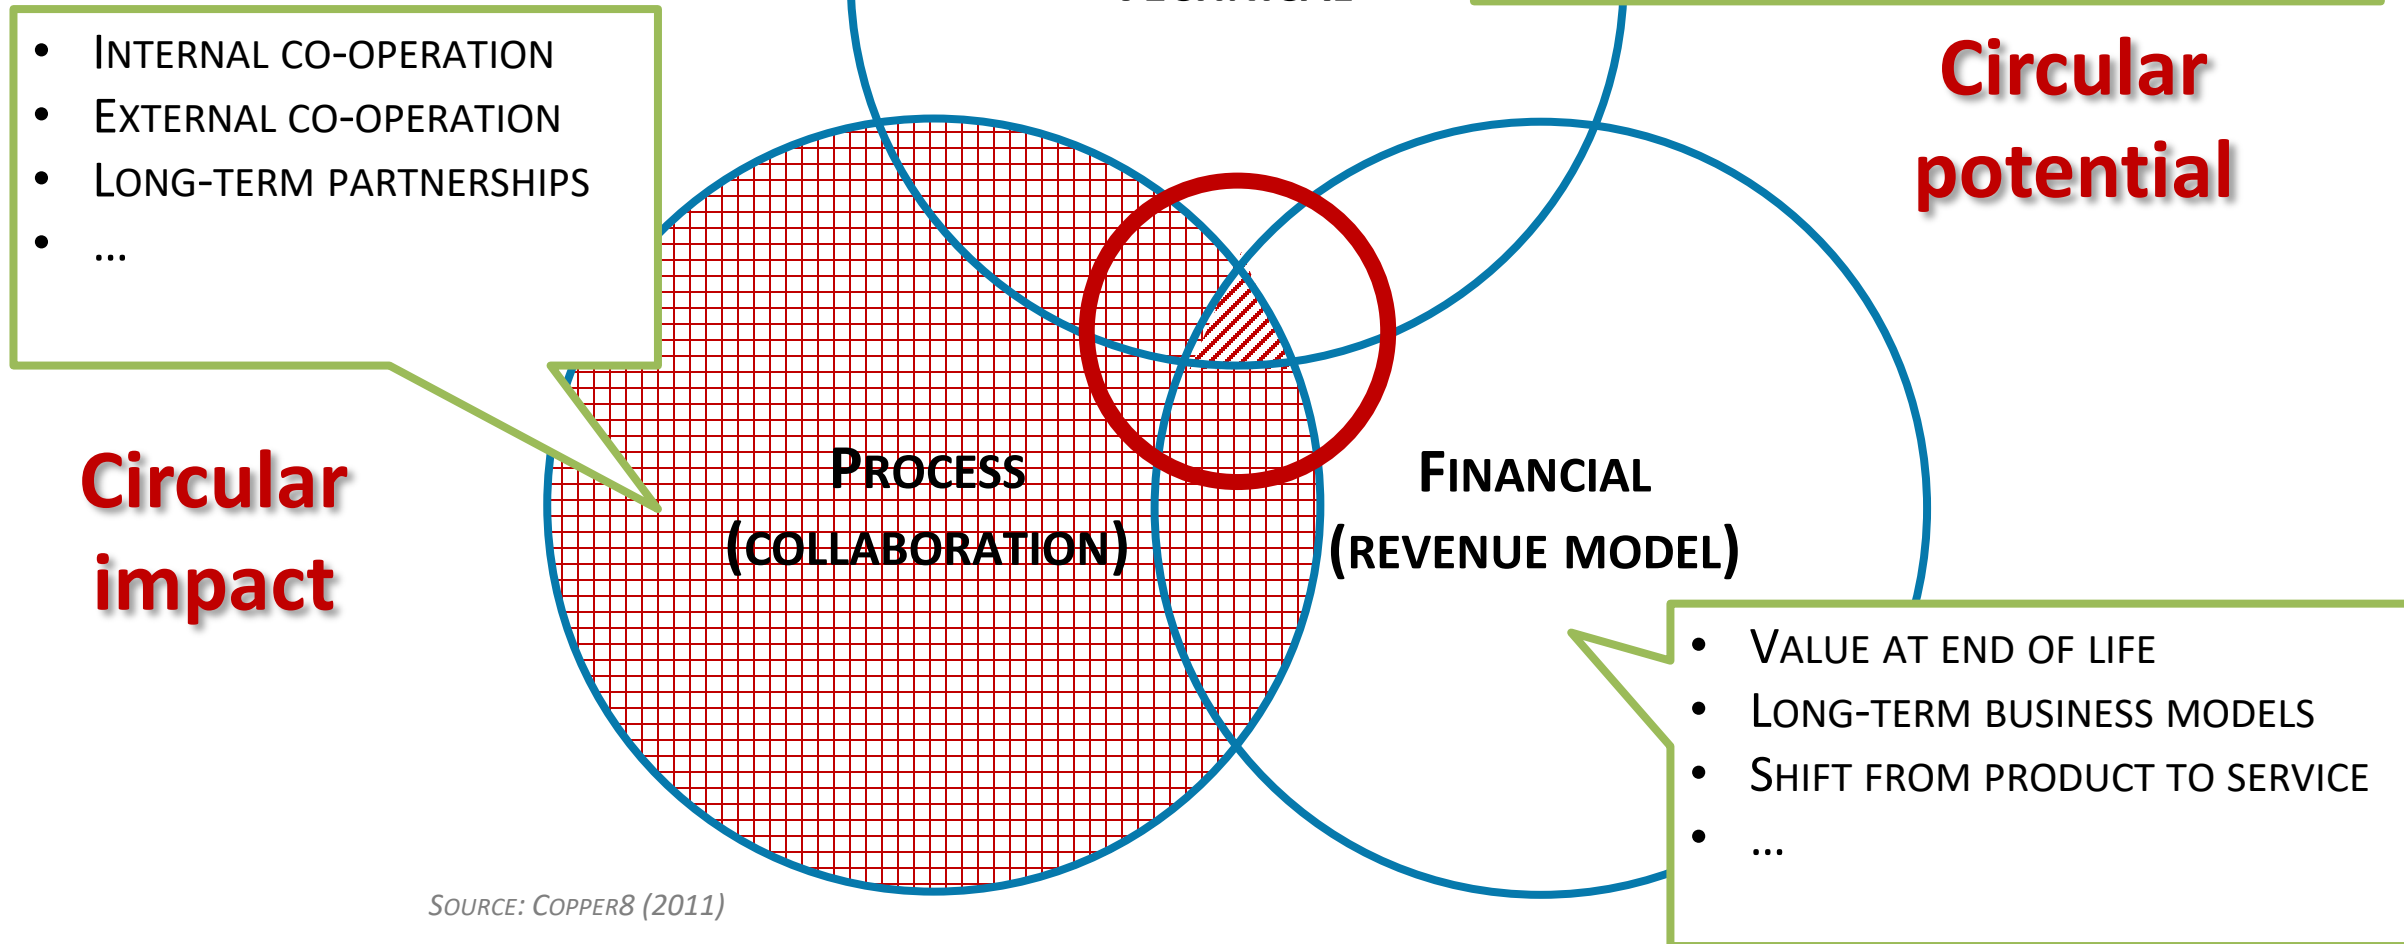 • INTERNAL CO-OPERATION
• EXTERNAL CO-OPERATION
• LONG-TERM PARTNERSHIPS
• …
Circular
potential
Circular
impact
PROCESS
(COLLABORATION)
FINANCIAL
(REVENUE MODEL)
• VALUE AT END OF LIFE
• LONG-TERM BUSINESS MODELS
• SHIFT FROM PRODUCT TO SERVICE
• …
SOURCE: COPPER8 (2011)